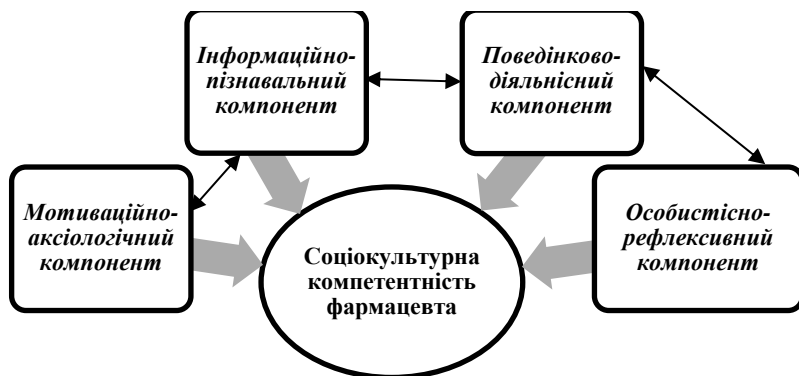 Інформаційно-
пізнавальний
компонент
Поведінково-
діяльнісний
компонент
Мотиваційно-
аксіологічний
компонент
Соціокультурна
компетентність
фармацевта
Особистісно-
рефлексивний
компонент